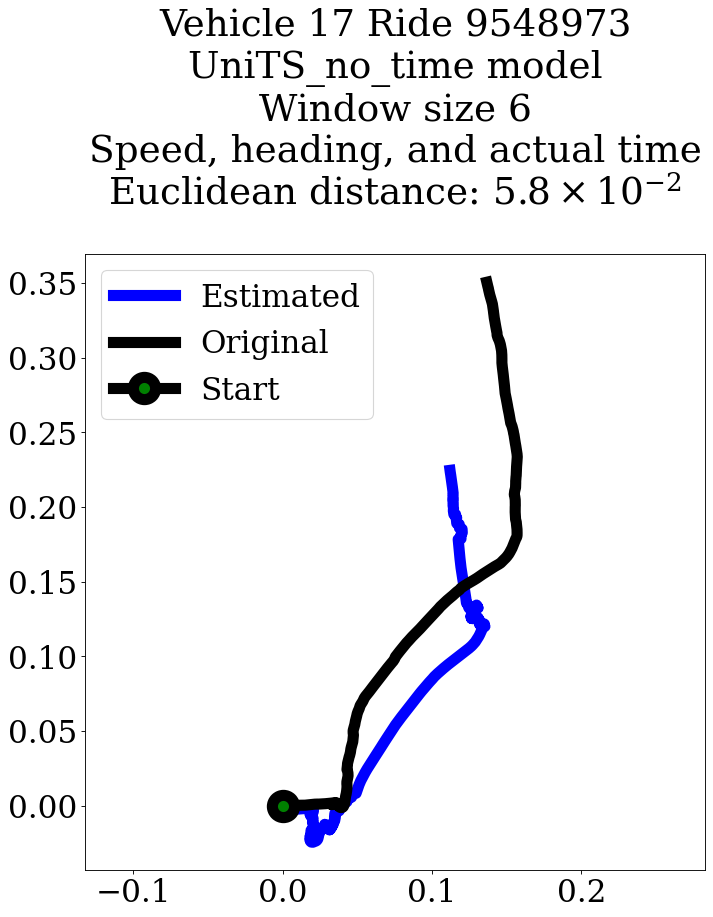 Vehicle 17 Ride 9548973
UniTS_no_time model
Window size 6
Speed, heading, and actual time
Euclidean distance: 5.8 × 10⁻²
Estimated
Original
Start
0.35
0.30
0.25
0.20
0.15
0.10
0.05
0.00
−0.1 0.0 0.1 0.2